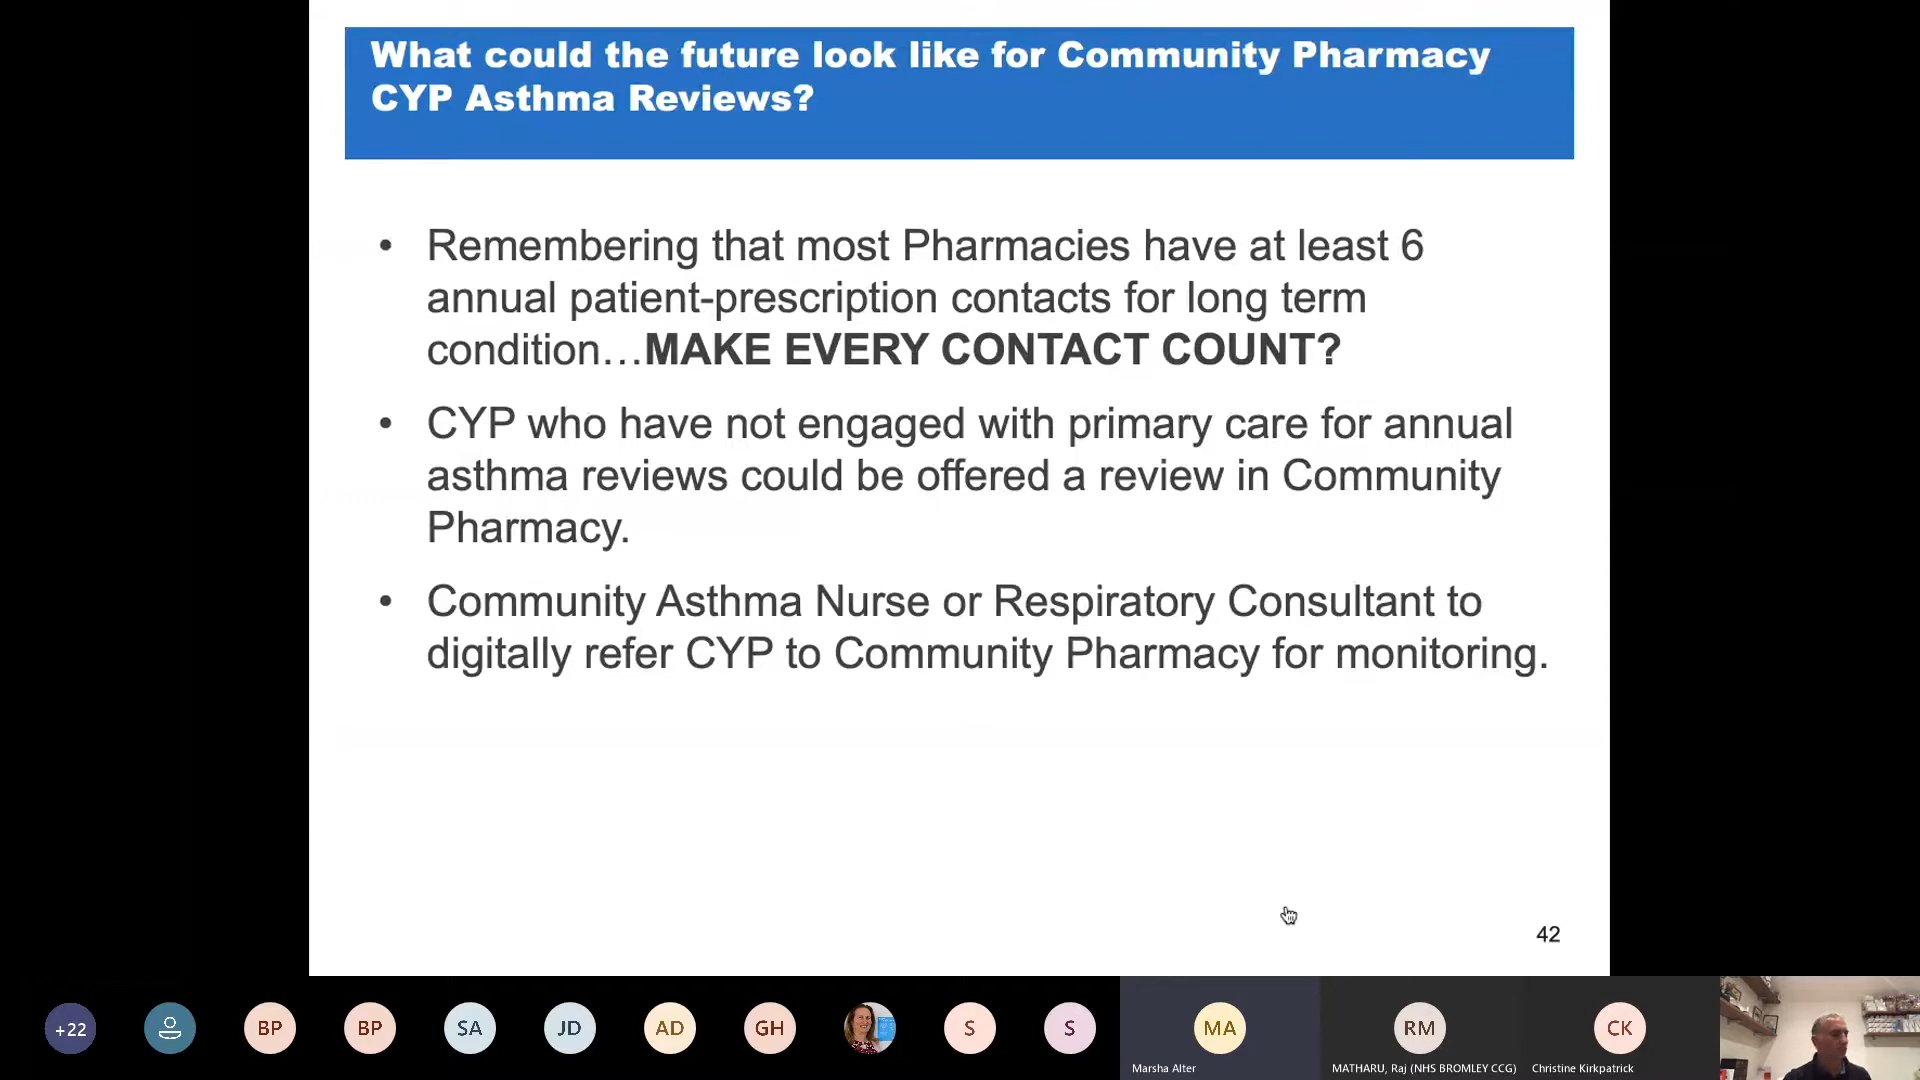 What could the future look like for Community Pharmacy
CYP Asthma Reviews?
• Remembering that most Pharmacies have at least 6
annual patient-prescription contacts for long term
condition…MAKE EVERY CONTACT COUNT?
• CYP who have not engaged with primary care for annual
asthma reviews could be offered a review in Community
Pharmacy.
• Community Asthma Nurse or Respiratory Consultant to
digitally refer CYP to Community Pharmacy for monitoring.
42
+22
BP
BP
SA
JD
AD
GH
S
S
MA
RM
CK
Marsha Alter
MATHARU, Raj (NHS BROMLEY CCG)
Christine Kirkpatrick